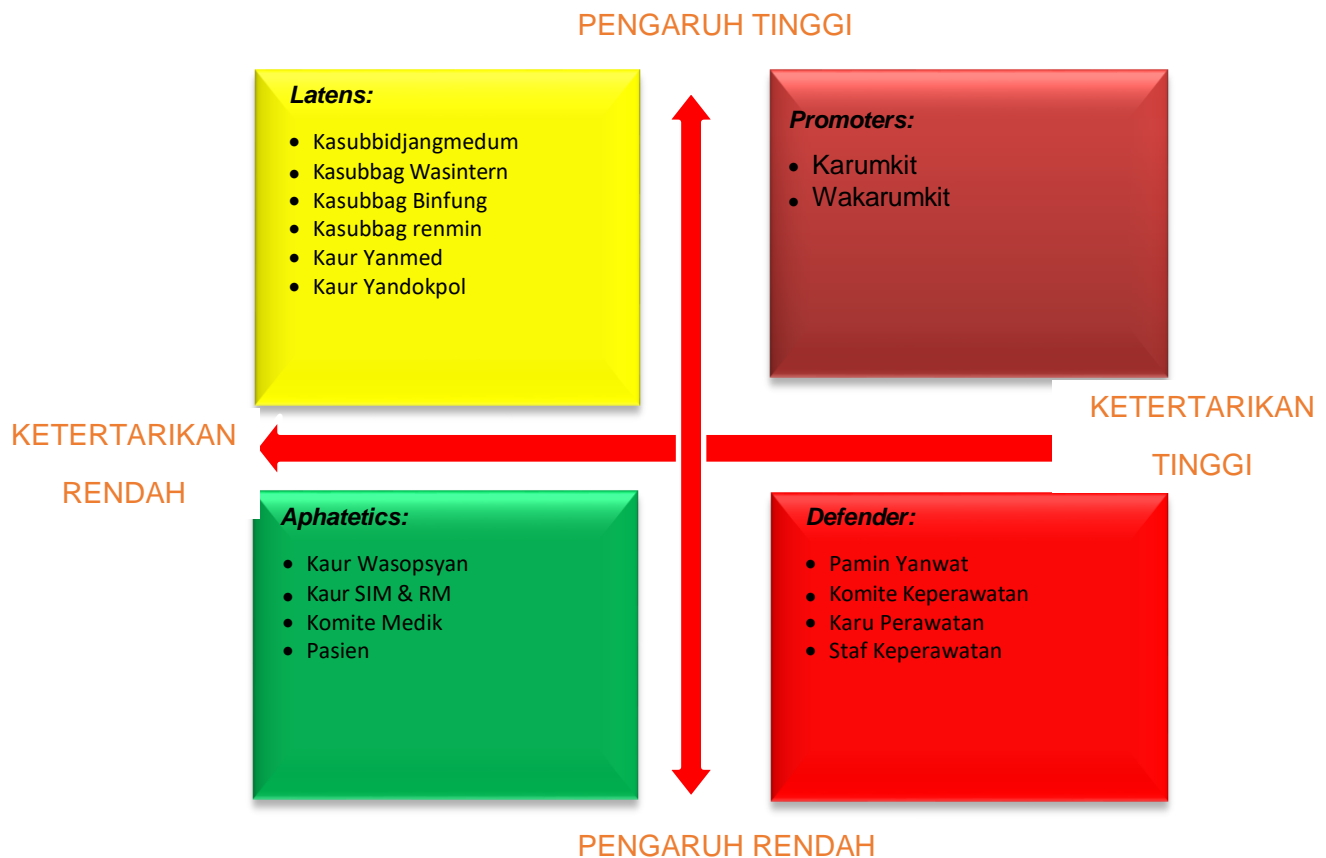 PENGARUH TINGGI
Latens:
• Kasubbidjangmedum
• Kasubbag Wasintern
• Kasubbag Binfung
• Kasubbag renmin
• Kaur Yanmed
• Kaur Yandokpol
Promoters:
• Karumkit
• Wakarumkit
KETERTARIKAN
RENDAH
KETERTARIKAN
TINGGI
Aphatetics:
• Kaur Wasopsyan
• Kaur SIM & RM
• Komite Medik
• Pasien
Defender:
• Pamin Yanwat
• Komite Keperawatan
• Karu Perawatan
• Staf Keperawatan
PENGARUH RENDAH